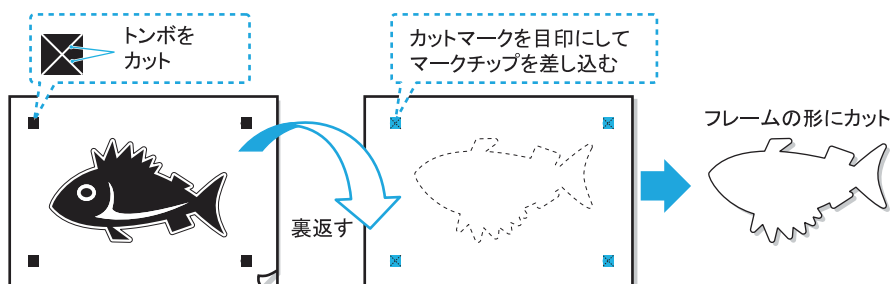 トンボを
カット
カットマークを目印にして
マークチップを差し込む
裏返す
フレームの形にカット